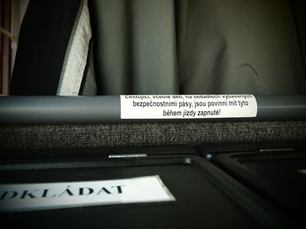 Cestující, včetně dětí, na sedadlech vybavených
bezpečnostními pásy, jsou povinni mít tyto
během jízdy zapnuté!
DKLÁDAT